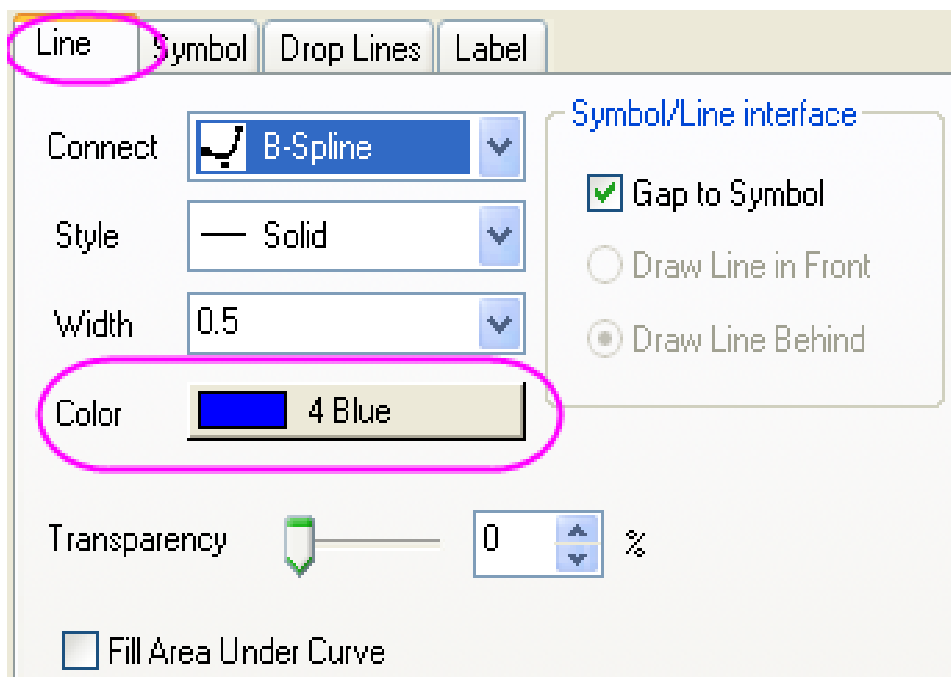 Line Symbol Drop Lines Label
Connect B-Spline
Style Solid
Width 0.5
Color 4 Blue
Transparency 0 %
Fill Area Under Curve
Symbol/Line interface
Gap to Symbol
Draw Line in Front
Draw Line Behind